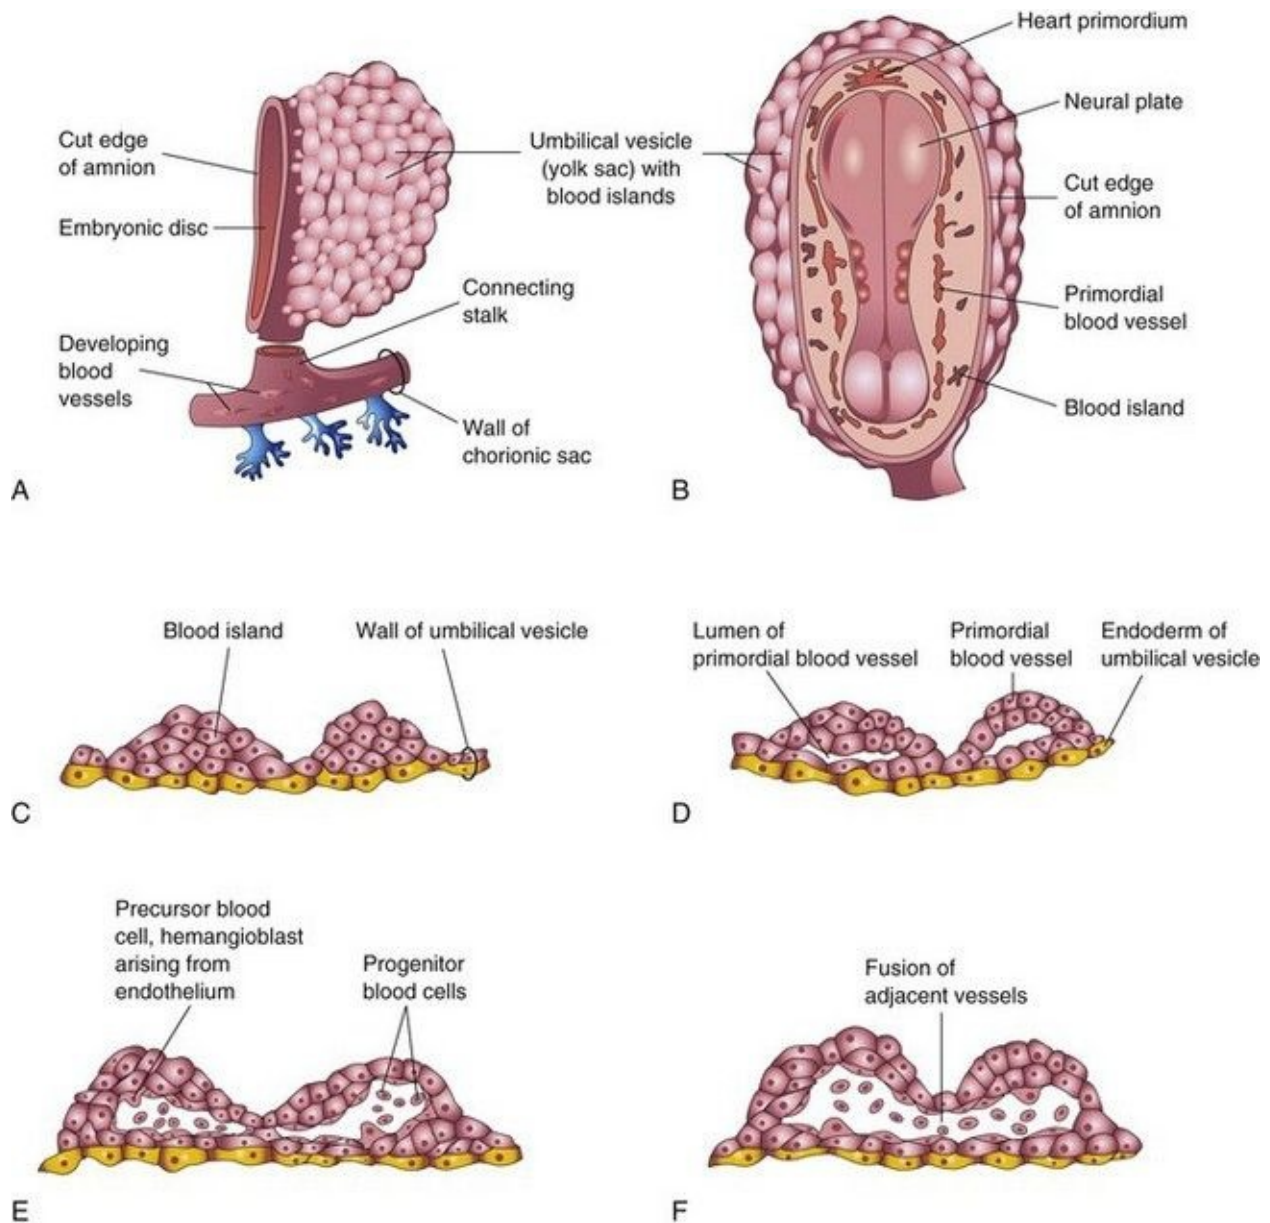 Cut edge
of amnion
Embryonic disc
Developing
blood
vessels
Connecting
stalk
Wall of
chorionic sac
Umbilical vesicle
(yolk sac) with
blood islands
A
Heart primordium
Neural plate
Cut edge
of amnion
Primordial
blood vessel
Blood island
B
Blood island
Wall of umbilical vesicle
C
Lumen of
primordial blood vessel
Primordial
blood vessel
Endoderm of
umbilical vesicle
D
Precursor blood
cell, hemangioblast
arising from
endothelium
Progenitor
blood cells
E
Fusion of
adjacent vessels
F